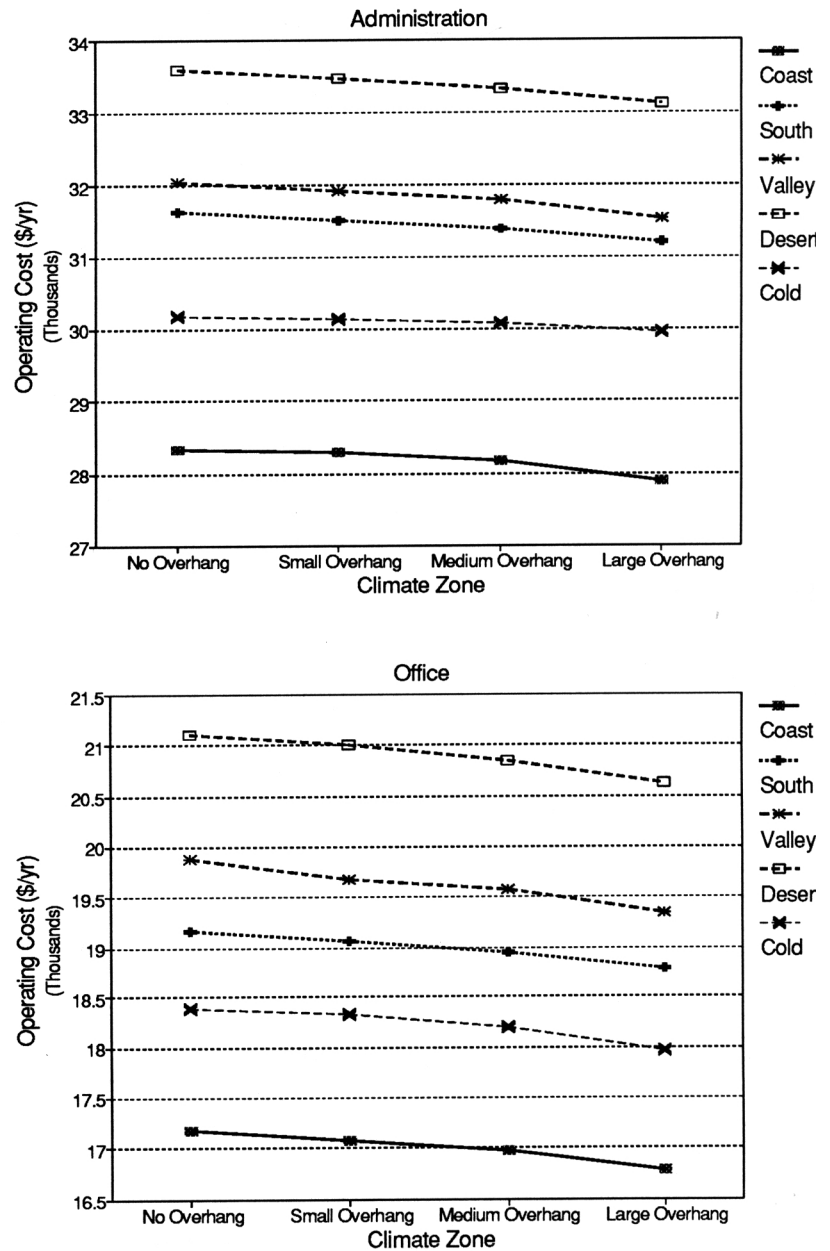 Administration
34
33
32
31
30
29
28
27
Operating Cost ($/yr)
(Thousands)
No Overhang Small Overhang Medium Overhang Large Overhang
Climate Zone
Coast
South
Valley
Desert
Cold
Office
21.5
21
20.5
20
19.5
19
18.5
18
17.5
17
16.5
Operating Cost ($/yr)
(Thousands)
No Overhang Small Overhang Medium Overhang Large Overhang
Climate Zone
Coast
South
Valley
Deser
Cold